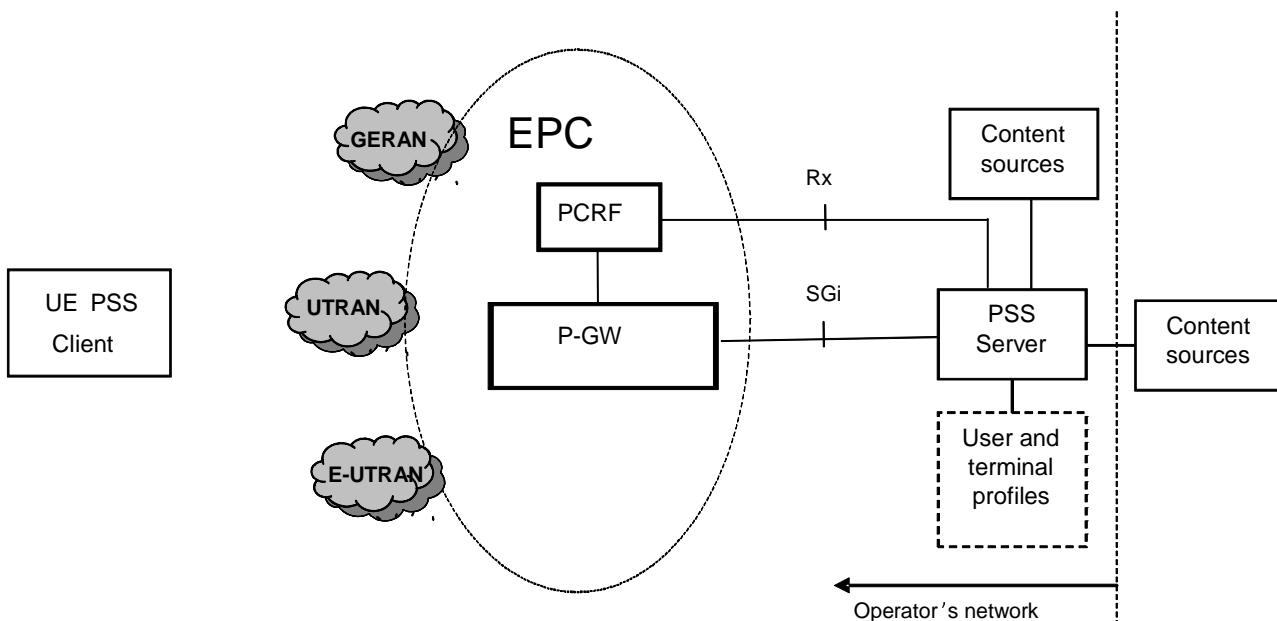 GERAN
EPC
Content
sources
Rx
PCRF
UE PSS
Client
UTRAN
SGi
P-GW
PSS
Server
Content
sources
User and
terminal
profiles
E-UTRAN
Operator's network